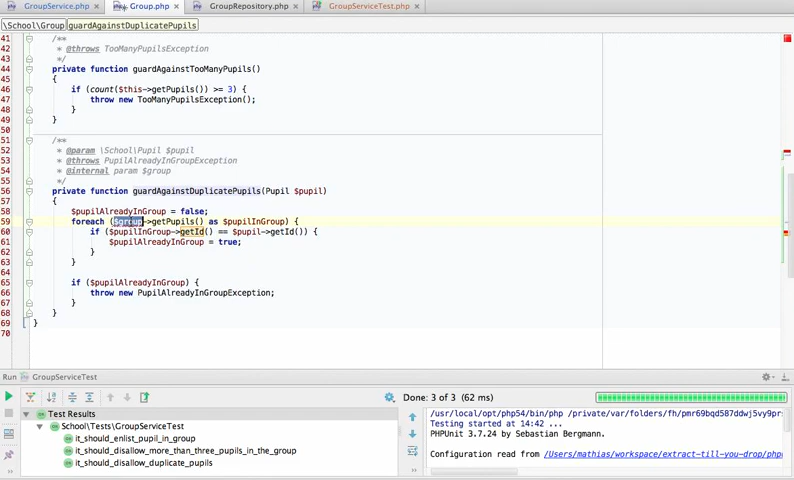 GroupService.php × Group.php × GroupRepository.php × GroupServiceTest.php ×
\School\Group guardAgainstDuplicatePupils
41 /**
42 * @throws TooManyPupilsException
43 */
44 private function guardAgainstTooManyPupils()
45 {
46 if (count($this->getPupils()) >= 3) {
47 throw new TooManyPupilsException();
48 }
49 }
50
51 /**
52 * @param \School\Pupil $pupil
53 * @throws PupilAlreadyInGroupException
54 * @internal param $group
55 */
56 private function guardAgainstDuplicatePupils(Pupil $pupil)
57 {
58 $pupilAlreadyInGroup = false;
59 foreach ($group->getPupils() as $pupilInGroup) {
60 if ($pupilInGroup->getId() == $pupil->getId()) {
61 $pupilAlreadyInGroup = true;
62 }
63 }
64
65 if ($pupilAlreadyInGroup) {
66 throw new PupilAlreadyInGroupException;
67 }
68 }
69 }
70
Run GroupServiceTest
Done: 3 of 3 (62 ms)
Test Results
School\Tests\GroupServiceTest
it_should_enlist_pupil_in_group
it_should_disallow_more_than_three_pupils_in_the_group
it_should_disallow_duplicate_pupils
/usr/local/opt/php54/bin/php /private/var/folders/fh/pmr69bqd587ddwj5vy9pr
Testing started at 14:42 ...
PHPUnit 3.7.24 by Sebastian Bergmann.
Configuration read from /Users/mathias/workspace/extract-till-you-drop/php